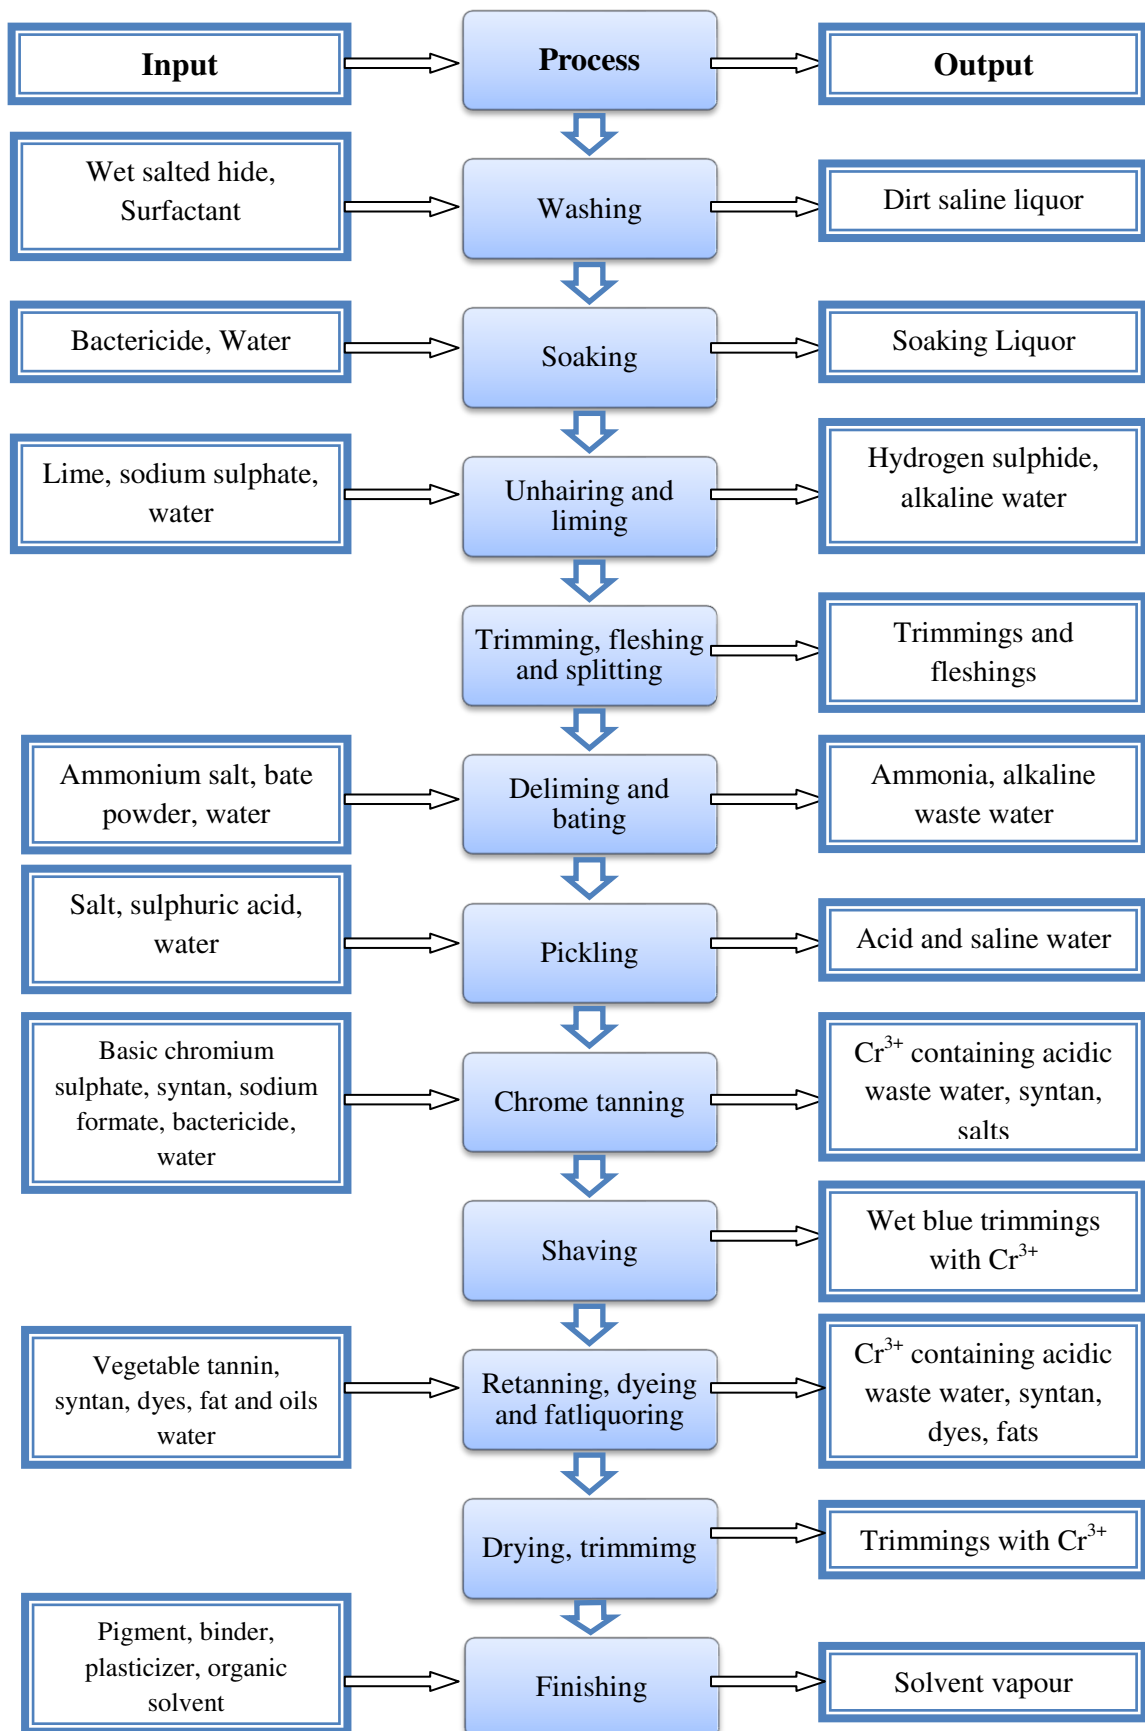 Input
Process
Output
Wet salted hide,
Surfactant
Washing
Dirt saline liquor
Bactericide, Water
Soaking
Soaking Liquor
Lime, sodium sulphate,
water
Unhairing and
liming
Hydrogen sulphide,
alkaline water
Trimming, fleshing
and splitting
Trimmings and
fleshings
Ammonium salt, bate
powder, water
Deliming and
bating
Ammonia, alkaline
waste water
Salt, sulphuric acid,
water
Pickling
Acid and saline water
Basic chromium
sulphate, syntan, sodium
formate, bactericide,
water
Chrome tanning
Cr³⁺ containing acidic
waste water, syntan,
salts
Shaving
Wet blue trimmings
with Cr³⁺
Vegetable tannin,
syntan, dyes, fat and oils
water
Retanning, dyeing
and fatliquoring
Cr³⁺ containing acidic
waste water, syntan,
dyes, fats
Drying, trimmimg
Trimmings with Cr³⁺
Pigment, binder,
plasticizer, organic
solvent
Finishing
Solvent vapour